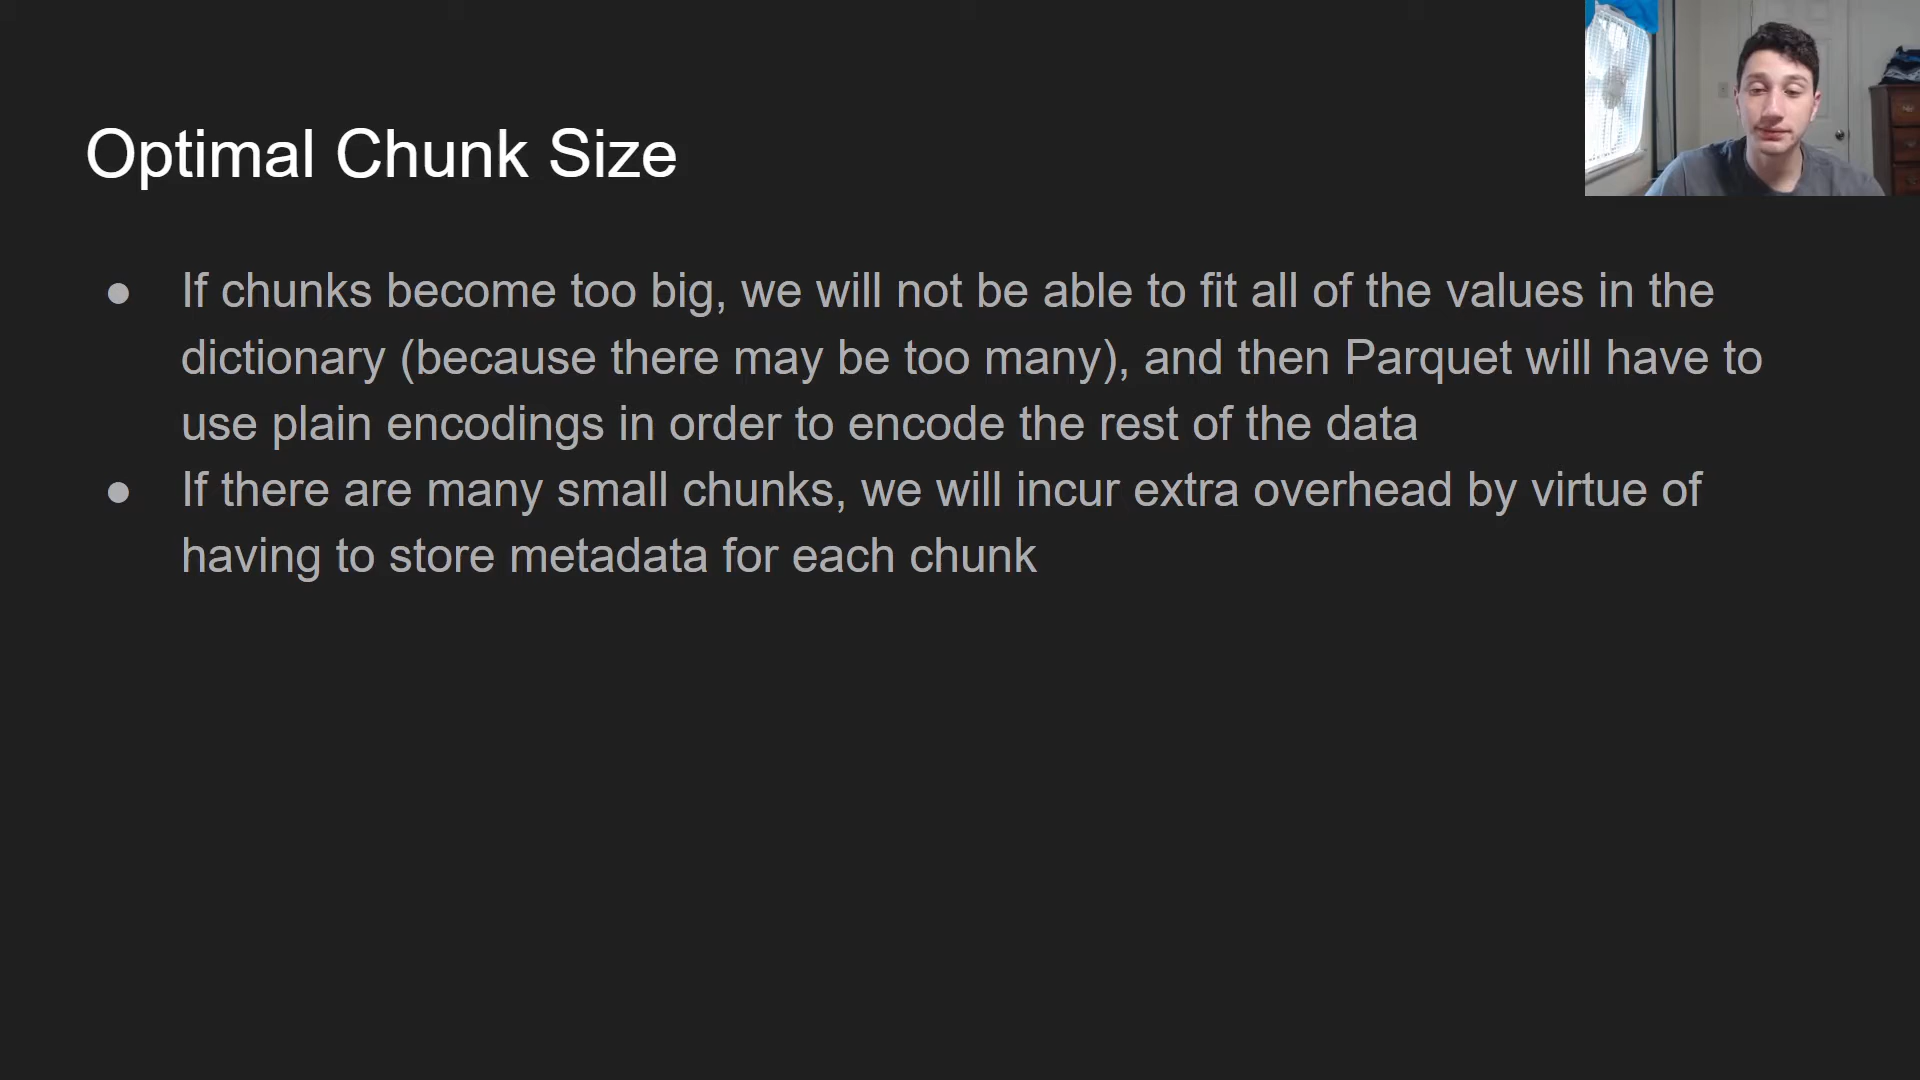 Optimal Chunk Size
● If chunks become too big, we will not be able to fit all of the values in the
dictionary (because there may be too many), and then Parquet will have to
use plain encodings in order to encode the rest of the data
● If there are many small chunks, we will incur extra overhead by virtue of
having to store metadata for each chunk